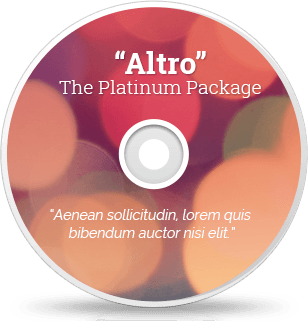 “Altro”
The Platinum Package
"Aenean sollicitudin, lorem quis
bibendum auctor nisi elit."